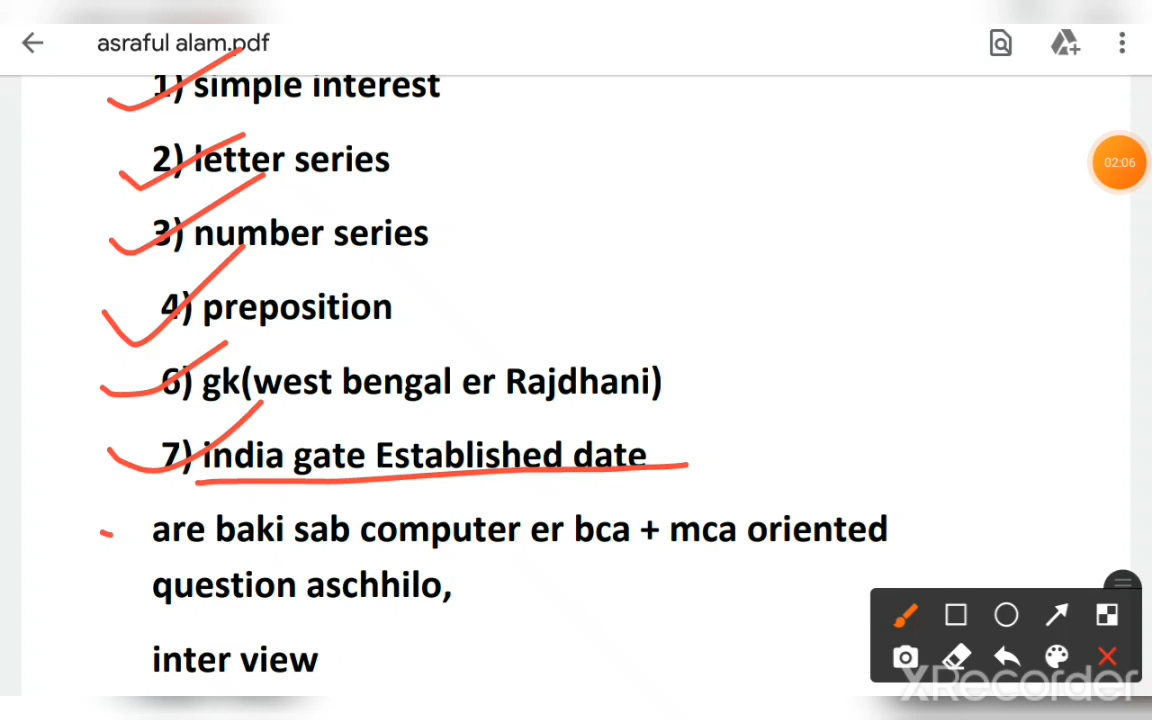 asraful alam.pdf
1) simple interest
2) letter series
02:06
3) number series
4) preposition
6) gk(west bengal er Rajdhani)
7) india gate Established date
are baki sab computer er bca + mca oriented
question aschhilo,
inter view
XRecorder